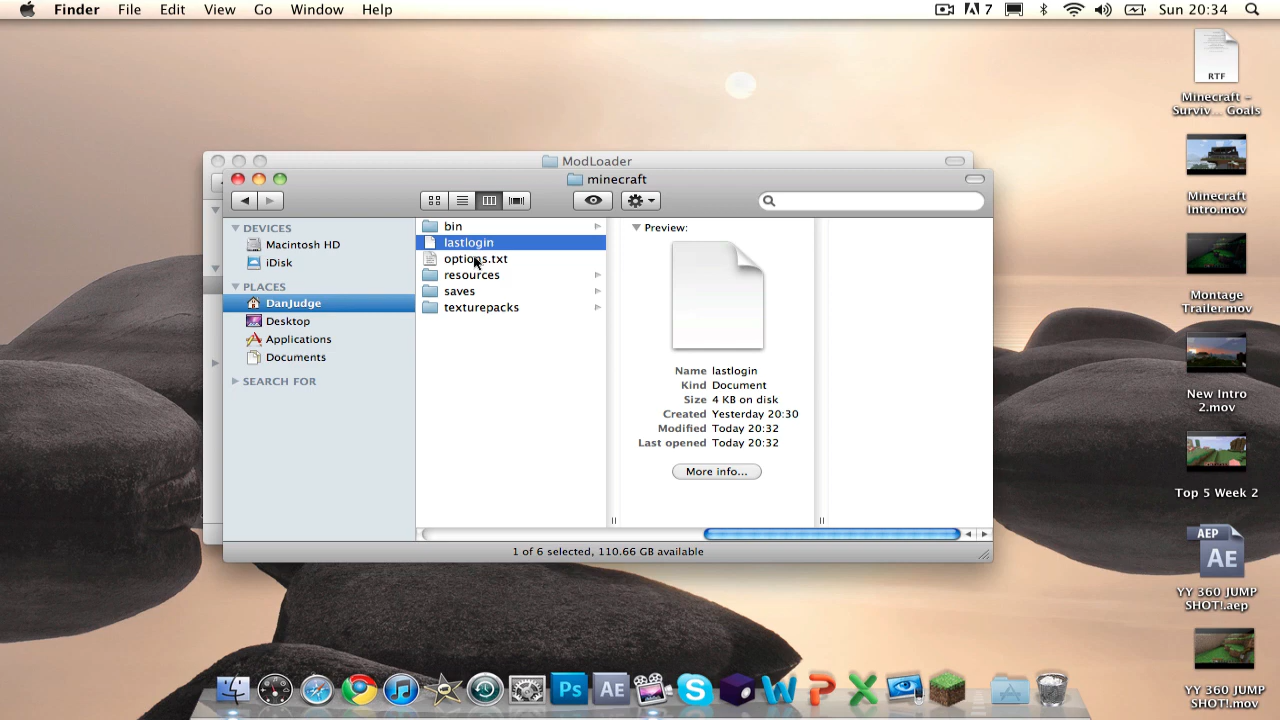 Finder File Edit View Go Window Help
7 Sun 20:34
ModLoader
minecraft
DEVICES
Macintosh HD
iDisk
PLACES
DanJudge
Desktop
Applications
Documents
SEARCH FOR
bin
lastlogin
options.txt
resources
saves
texturepacks
Preview:
Name lastlogin
Kind Document
Size 4 KB on disk
Created Yesterday 20:30
Modified Today 20:32
Last opened Today 20:32
More info...
1 of 6 selected, 110.66 GB available
RTF
Minecraft –
Surviv... Goals
Minecraft
Intro.mov
Montage
Trailer.mov
New Intro
2.mov
Top 5 Week 2
AEP
AE
YY 360 JUMP
SHOT!.aep
YY 360 JUMP
SHOT!.mov
Ps
AE